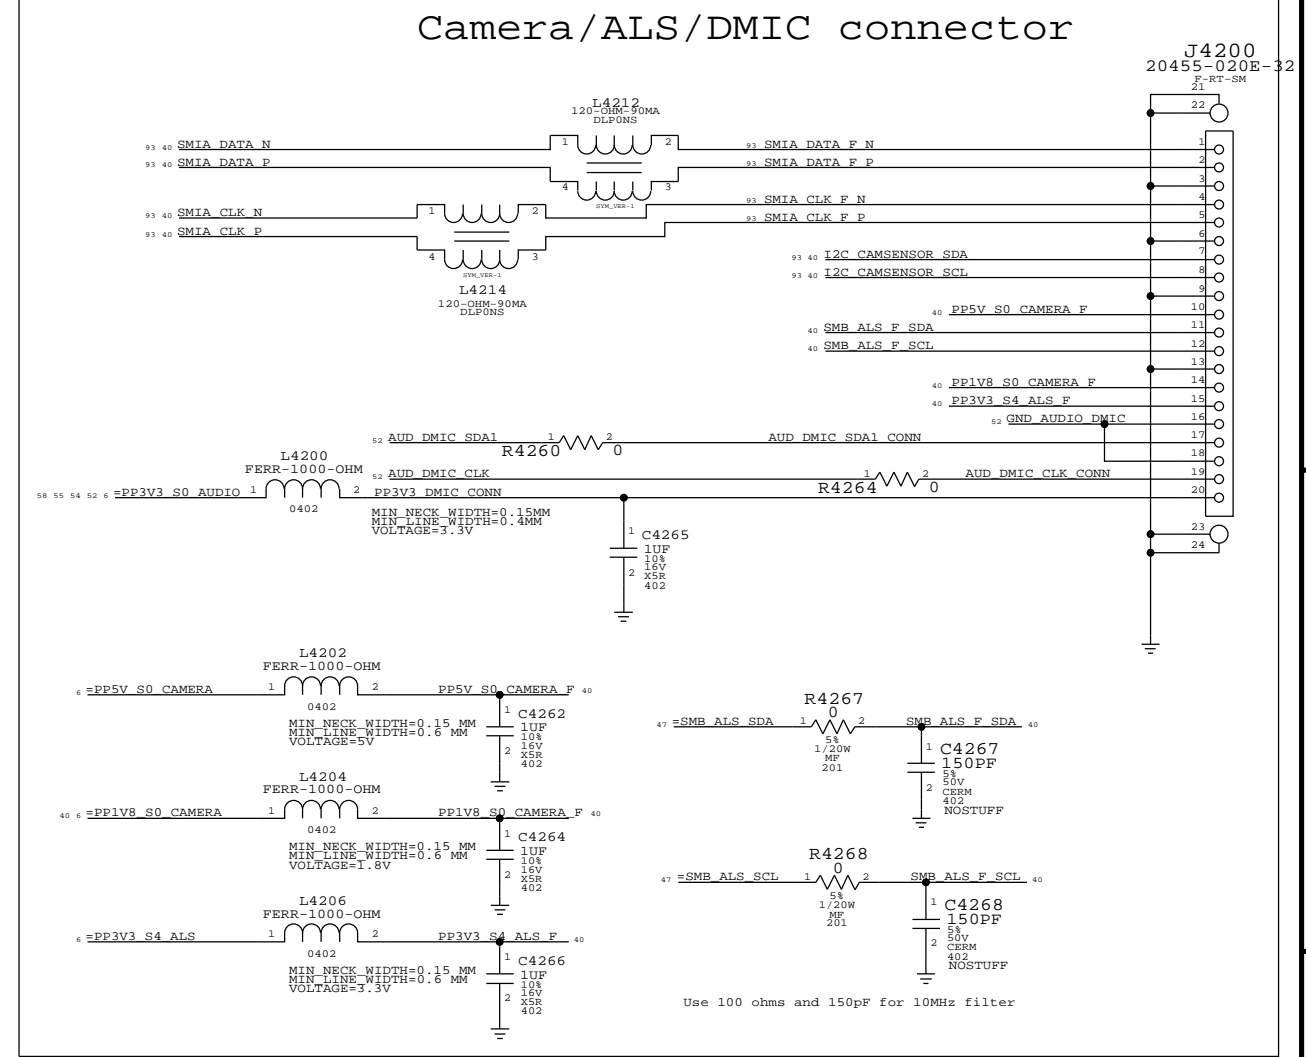 Camera/ALS/DMIC connector
J4200
20455-020E-32
F-RT-SM
21
22
L4212
120-OHM-90MA
DLP0NS
93 40 SMIA_DATA_N 1 2 93 SMIA_DATA_F_N 1
93 40 SMIA_DATA_P 93 SMIA_DATA_F_P 2
4 3 3
SYM_VER-1
93 SMIA_CLK_F_N 4
93 40 SMIA_CLK_N 1 2
93 SMIA_CLK_F_P 5
93 40 SMIA_CLK_P 6
4 3
93 40 I2C_CAMSENSOR_SDA 7
SYM_VER-1
93 40 I2C_CAMSENSOR_SCL 8
L4214
120-OHM-90MA
DLP0NS
9
40 PP5V_S0_CAMERA_F 10
40 SMB_ALS_F_SDA 11
40 SMB_ALS_F_SCL 12
13
40 PP1V8_S0_CAMERA_F 14
40 PP3V3_S4_ALS_F 15
52 GND_AUDIO_DMIC 16
52 AUD_DMIC_SDA1 1 2 AUD_DMIC_SDA1_CONN 17
R4260 0
18
L4200
FERR-1000-OHM
52 AUD_DMIC_CLK 1 2 AUD_DMIC_CLK_CONN 19
R4264 0
58 55 54 52 6 =PP3V3_S0_AUDIO 1 2 PP3V3_DMIC_CONN 20
0402
MIN_NECK_WIDTH=0.15MM
MIN_LINE_WIDTH=0.4MM
VOLTAGE=3.3V
1 C4265
1UF
10%
16V
2 X5R
402
23
24
L4202
FERR-1000-OHM
6 =PP5V_S0_CAMERA 1 2 PP5V_S0_CAMERA_F 40
0402
MIN_NECK_WIDTH=0.15 MM
MIN_LINE_WIDTH=0.6 MM
VOLTAGE=5V
1 C4262
1UF
10%
16V
2 X5R
402
R4267
0
47 =SMB_ALS_SDA 1 2 SMB_ALS_F_SDA 40
5%
1/20W
MF
201
1 C4267
150PF
5%
50V
2 CERM
402
NOSTUFF
L4204
FERR-1000-OHM
40 6 =PP1V8_S0_CAMERA 1 2 PP1V8_S0_CAMERA_F 40
0402
MIN_NECK_WIDTH=0.15 MM
MIN_LINE_WIDTH=0.6 MM
VOLTAGE=1.8V
1 C4264
1UF
10%
16V
2 X5R
402
R4268
0
47 =SMB_ALS_SCL 1 2 SMB_ALS_F_SCL 40
5%
1/20W
MF
201
1 C4268
150PF
5%
50V
2 CERM
402
NOSTUFF
L4206
FERR-1000-OHM
6 =PP3V3_S4_ALS 1 2 PP3V3_S4_ALS_F 40
0402
MIN_NECK_WIDTH=0.15 MM
MIN_LINE_WIDTH=0.6 MM
VOLTAGE=3.3V
1 C4266
1UF
10%
16V
2 X5R
402
Use 100 ohms and 150pF for 10MHz filter